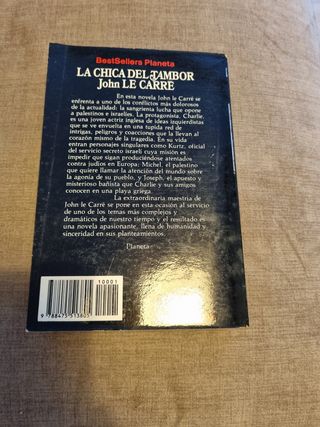 BestSellers Planeta
LA CHICA DEL TAMBOR
John LE CARRE
En esta novela John le Carré se
enfrenta a uno de los conflictos más dolorosos
de la actualidad: la sangrienta lucha que opone
a palestinos e israelíes. La protagonista, Charlie,
es una joven actriz inglesa de ideas izquierdistas
que se ve envuelta en una tupida red de
intrigas, peligros y coacciones que la llevan al
corazón mismo de la tragedia. En su vida
entran personajes singulares como Kurtz, oficial
del servicio secreto israelí cuya misión es
impedir que sigan produciéndose atentados
contra judíos en Europa; Michel, el palestino
que quiere llamar la atención del mundo sobre
la agonía de su pueblo, y Joseph, el apuesto y
misterioso bañista que Charlie y sus amigos
conocen en una playa griega.
La extraordinaria maestría de
John le Carré se pone en esta ocasión al servicio
de uno de los temas más complejos y
dramáticos de nuestro tiempo y el resultado es
una novela apasionante, llena de humanidad y
sinceridad en sus planteamientos.
Planeta
10001
9 788475 513805